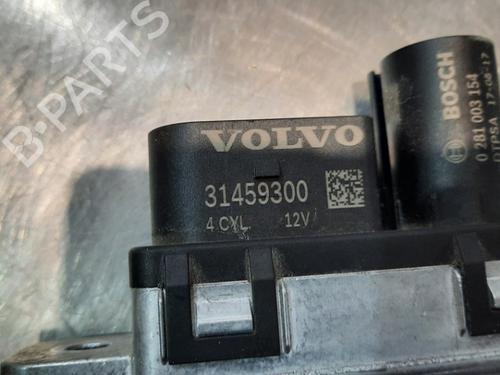 VOLVO
31459300
4 CYL 12V
BOSCH
0 281 003 154
B-PARTS